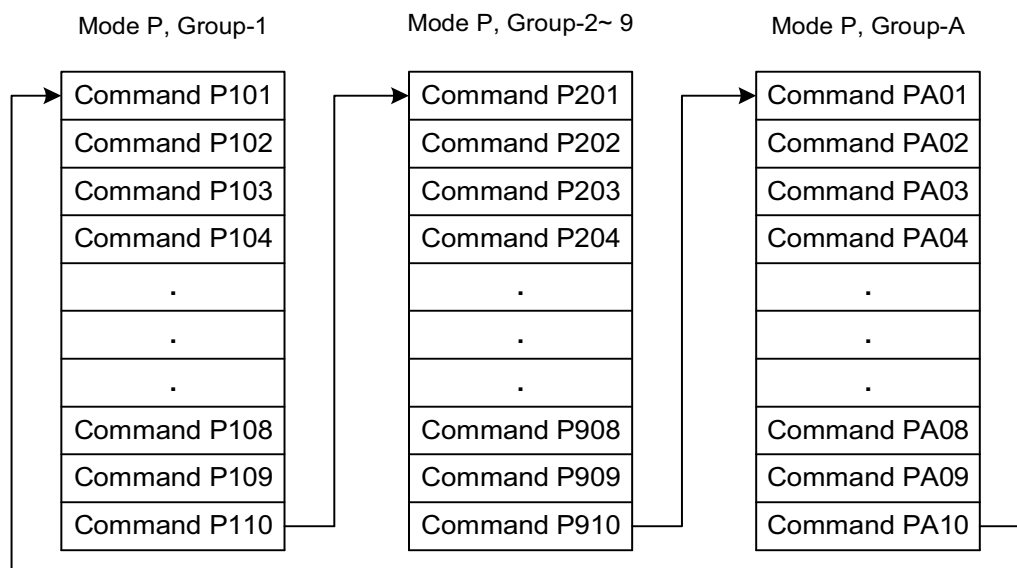 Mode P, Group-1
Command P101
Command P102
Command P103
Command P104
.
.
.
Command P108
Command P109
Command P110
Mode P, Group-2~ 9
Command P201
Command P202
Command P203
Command P204
.
.
.
Command P908
Command P909
Command P910
Mode P, Group-A
Command PA01
Command PA02
Command PA03
Command PA04
.
.
.
Command PA08
Command PA09
Command PA10